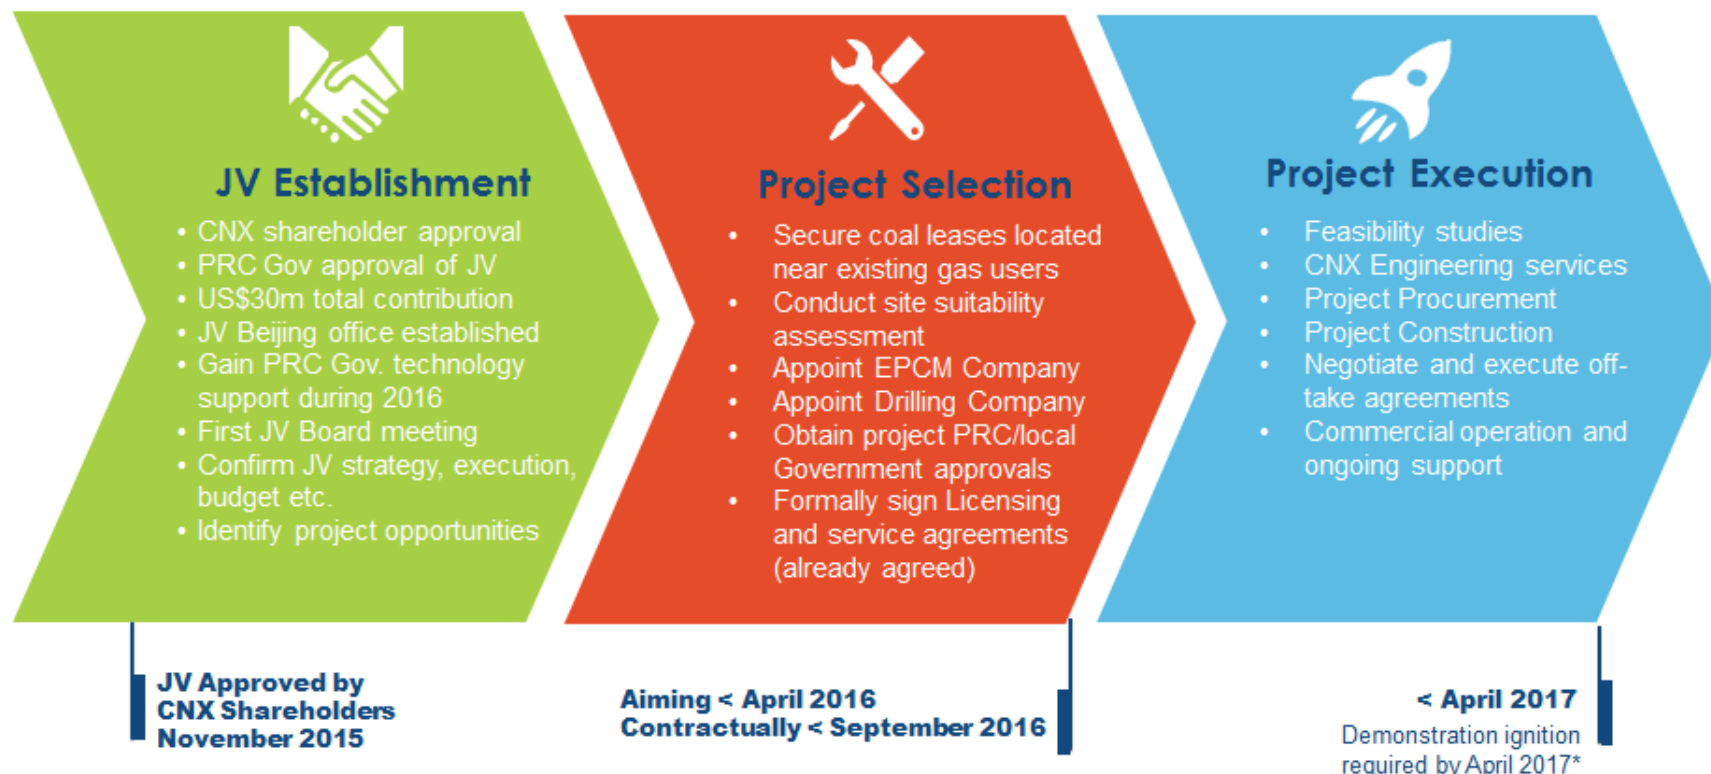 JV Establishment
• CNX shareholder approval
• PRC Gov approval of JV
• US$30m total contribution
• JV Beijing office established
• Gain PRC Gov. technology
support during 2016
• First JV Board meeting
• Confirm JV strategy, execution,
budget etc.
• Identify project opportunities
Project Selection
• Secure coal leases located
near existing gas users
• Conduct site suitability
assessment
• Appoint EPCM Company
• Appoint Drilling Company
• Obtain project PRC/local
Government approvals
• Formally sign Licensing
and service agreements
(already agreed)
Project Execution
• Feasibility studies
• CNX Engineering services
• Project Procurement
• Project Construction
• Negotiate and execute off-
take agreements
• Commercial operation and
ongoing support
JV Approved by
CNX Shareholders
November 2015
Aiming < April 2016
Contractually < September 2016
< April 2017
Demonstration ignition
required by April 2017*